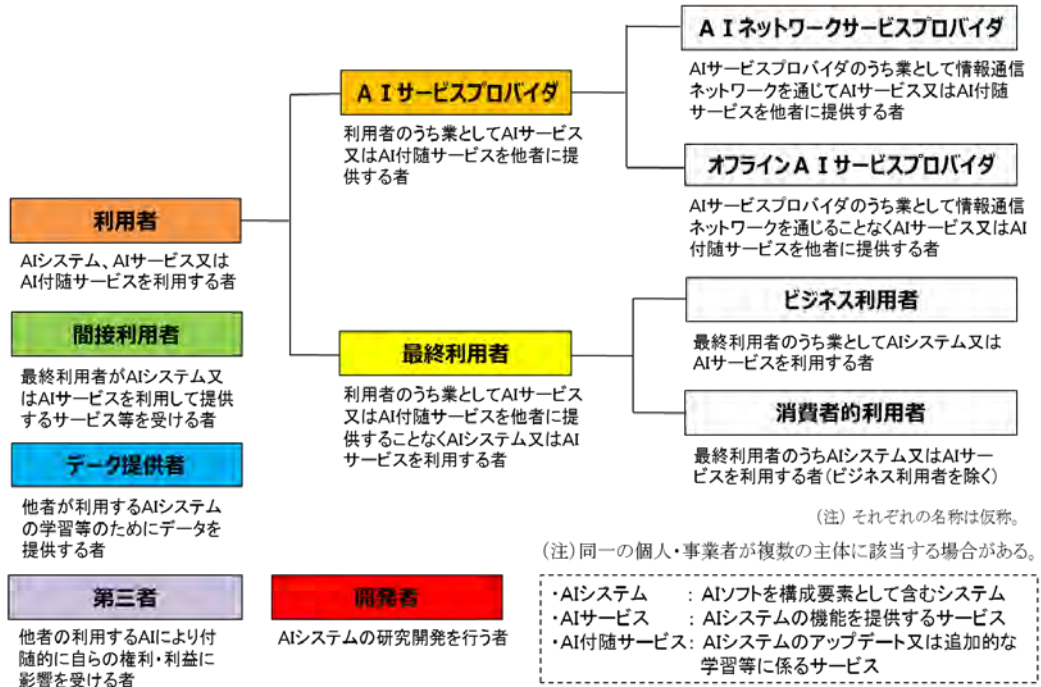 AIネットワークサービスプロバイダ
AIサービスプロバイダのうち業として情報通信
ネットワークを通じてAIサービス又はAI付随
サービスを他者に提供する者
AIサービスプロバイダ
利用者のうち業としてAIサービス
又はAI付随サービスを他者に提
供する者
オフラインAIサービスプロバイダ
AIサービスプロバイダのうち業として情報通信
ネットワークを通じることなくAIサービス又はAI
付随サービスを他者に提供する者
利用者
AIシステム、AIサービス又は
AI付随サービスを利用する者
間接利用者
最終利用者がAIシステム又
はAIサービスを利用して提供
するサービス等を受ける者
最終利用者
利用者のうち業としてAIサービス
又はAI付随サービスを他者に提
供することなくAIシステム又はAI
サービスを利用する者
ビジネス利用者
最終利用者のうち業としてAIシステム又は
AIサービスを利用する者
消費者的利用者
最終利用者のうちAIシステム又はAIサー
ビスを利用する者(ビジネス利用者を除く)
データ提供者
他者が利用するAIシステム
の学習等のためにデータを
提供する者
(注)それぞれの名称は仮称。
(注)同一の個人・事業者が複数の主体に該当する場合がある。
第三者
他者の利用するAIにより付
随的に自らの権利・利益に
影響を受ける者
開発者
AIシステムの研究開発を行う者
・AIシステム : AIソフトを構成要素として含むシステム
・AIサービス : AIシステムの機能を提供するサービス
・AI付随サービス: AIシステムのアップデート又は追加的な
学習等に係るサービス